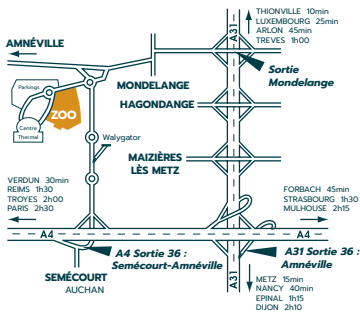 THIONVILLE 10min
LUXEMBOURG 25min
ARLON 45min
TREVES 1h00
A31
AMNÉVILLE
Sortie
Mondelange
Parkings
MONDELANGE
ZOO
HAGONDANGE
Centre
Thermal
Walygator
MAIZIÈRES
LÈS METZ
VERDUN 30min
REIMS 1h30
TROYES 2h00
PARIS 2h30
FORBACH 45min
STRASBOURG 1h30
MULHOUSE 2h15
A4
A4
A4 Sortie 36 :
Semécourt-Amnéville
A31 Sortie 36 :
Amnéville
SEMÉCOURT
AUCHAN
A31
METZ 15min
NANCY 40min
EPINAL 1h15
DIJON 2h10